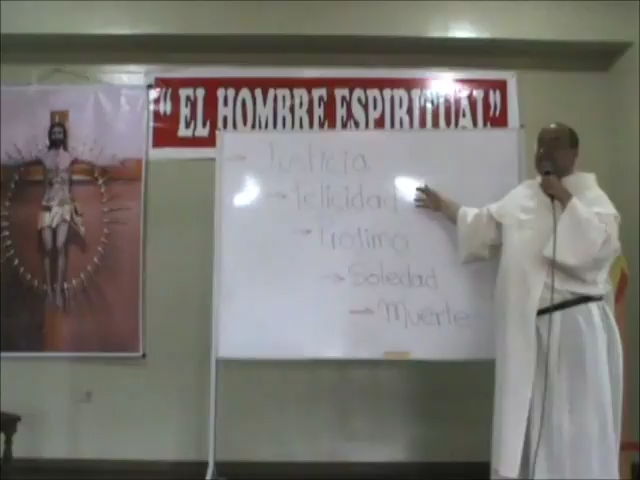 “EL HOMBRE ESPIRITUAL”
→ Justicia
→ Felicidad
→ Prójimo
→ Soledad
→ Muerte